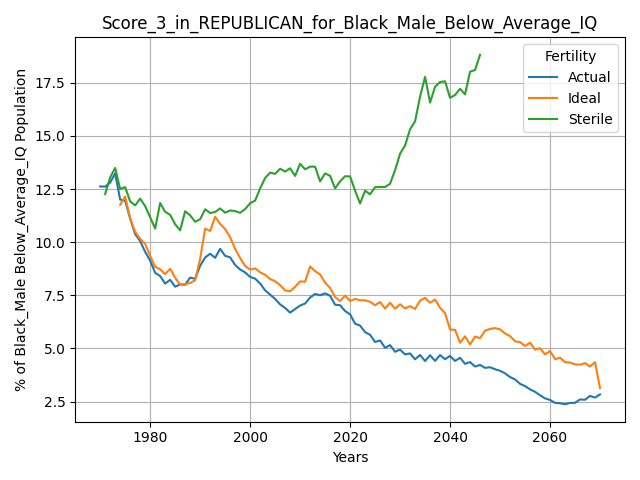 Score_3_in_REPUBLICAN_for_Black_Male_Below_Average_IQ
% of Black_Male Below_Average_IQ Population
17.5
15.0
12.5
10.0
7.5
5.0
2.5
Fertility
Actual
Ideal
Sterile
1980
2000
2020
2040
2060
Years